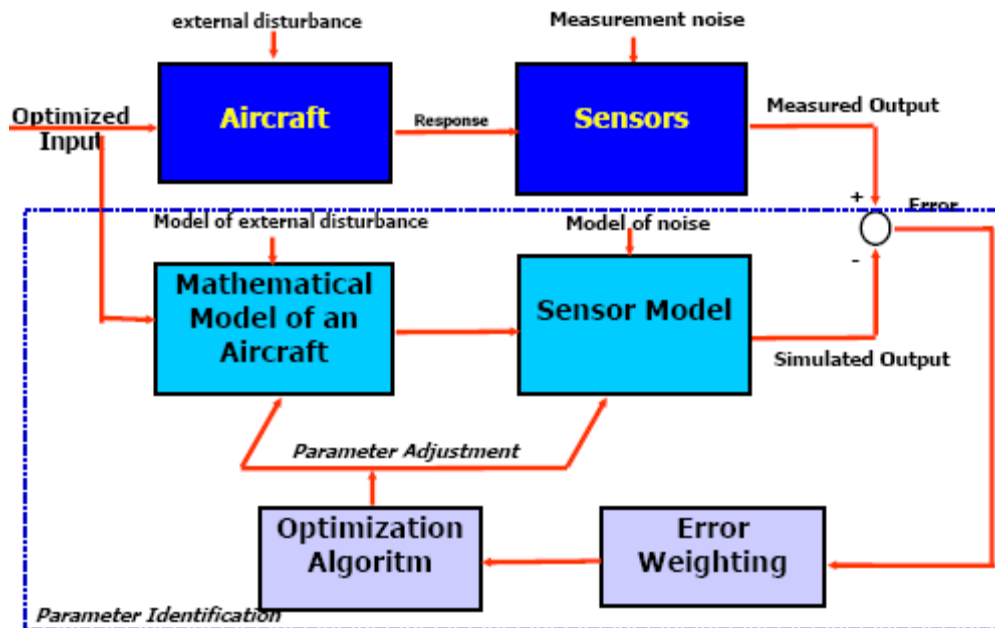 external disturbance
Measurement noise
Optimized
Input
Aircraft
Response
Sensors
Measured Output
+
Error
Model of external disturbance
Model of noise
-
Mathematical
Model of an
Aircraft
Sensor Model
Simulated Output
Parameter Adjustment
Optimization
Algoritm
Error
Weighting
Parameter Identification